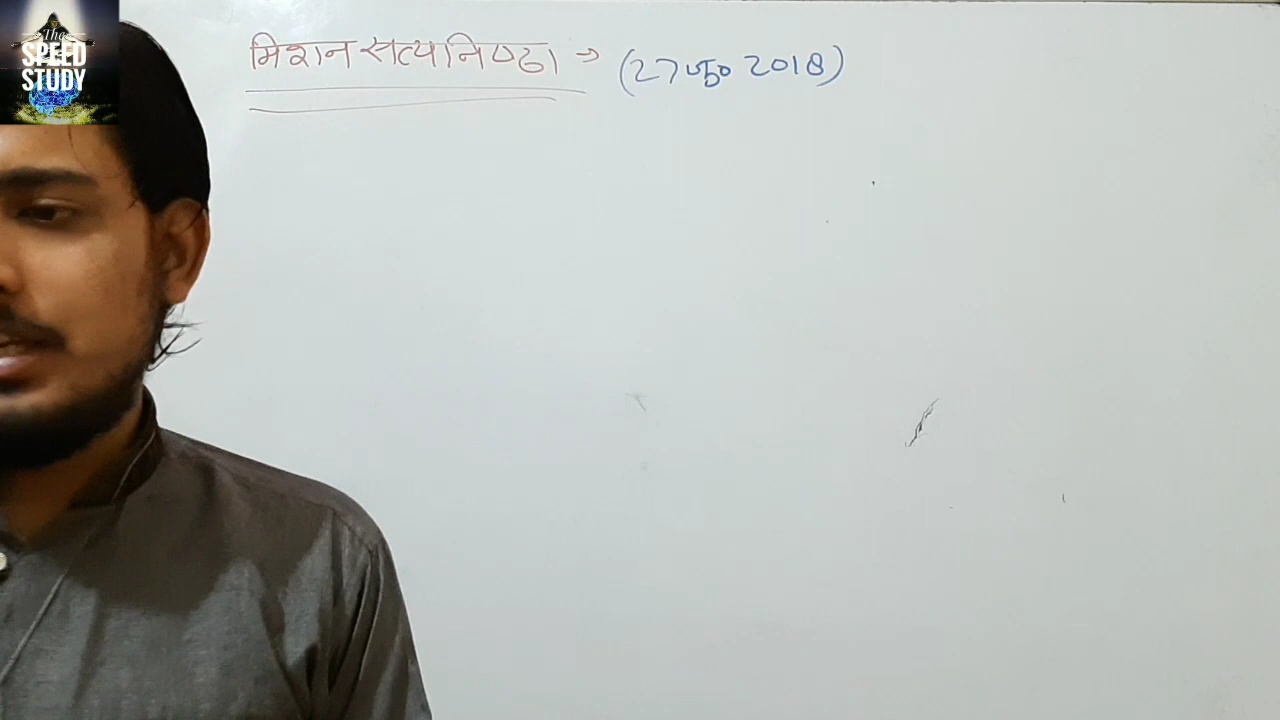 The
SPEED
STUDY
मिशन सत्यनिष्ठा → (27 जु० 2018)